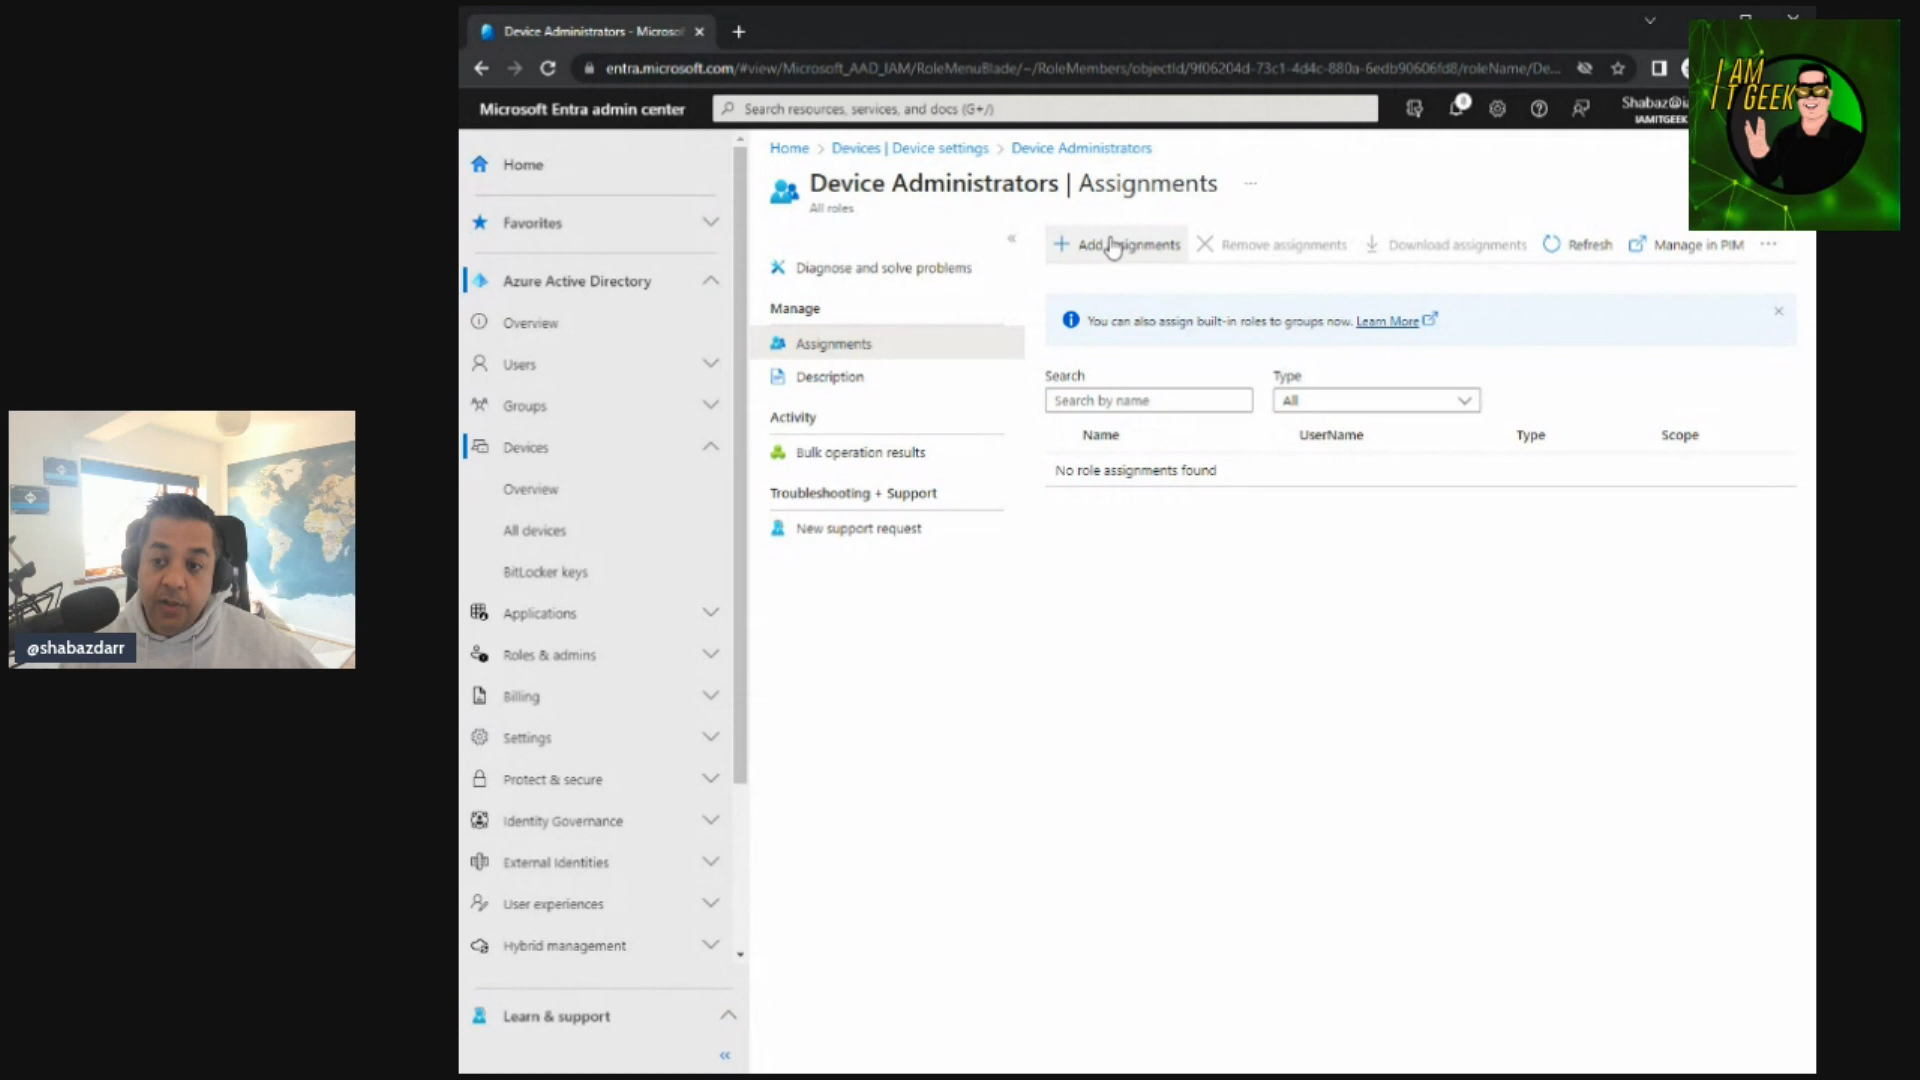 Device Administrators - Microsof
entra.microsoft.com/#view/Microsoft_AAD_IAM/RoleMenuBlade/~/RoleMembers/objectId/9f06204d-73c1-4d4c-880a-6edb90606fd8/roleName/De...
I AM
I T GEEK
Microsoft Entra admin center
Search resources, services, and docs (G+/)
Shabaz@ia
IAMITGEEK
Home
Favorites
Azure Active Directory
Overview
Users
Groups
Devices
Overview
All devices
BitLocker keys
Applications
Roles & admins
Billing
Settings
Protect & secure
Identity Governance
External Identities
User experiences
Hybrid management
Learn & support
Home > Devices | Device settings > Device Administrators
Device Administrators | Assignments
All roles
Diagnose and solve problems
Manage
Assignments
Description
Activity
Bulk operation results
Troubleshooting + Support
New support request
Add assignments
Remove assignments
Download assignments
Refresh
Manage in PIM
You can also assign built-in roles to groups now. Learn More
Search
Type
Search by name
All
Name UserName Type Scope
No role assignments found
@shabazdarr